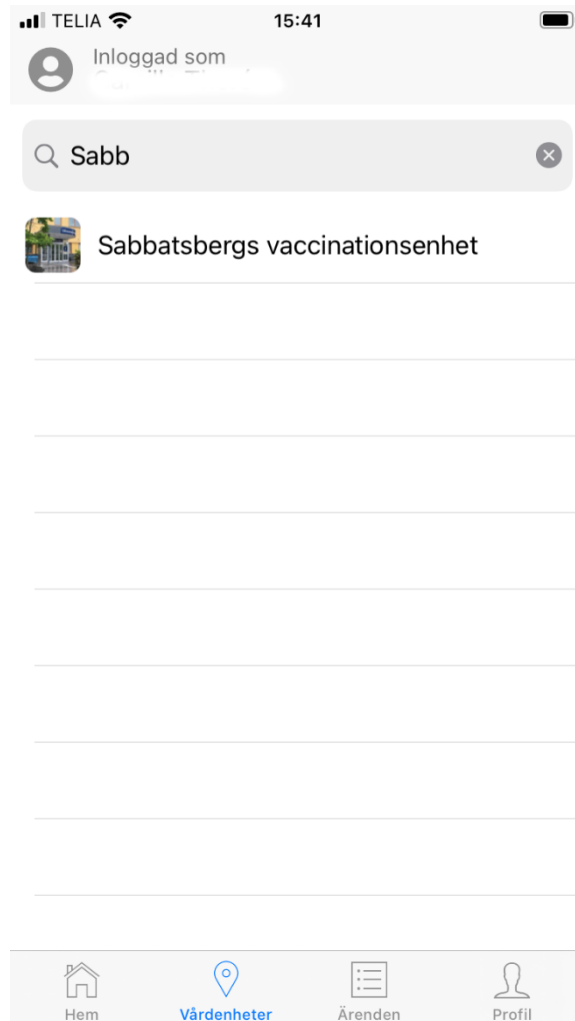 TELIA 15:41
Inloggad som
Sabb
Sabbatsbergs vaccinationsenhet
Hem Vårdenheter Ärenden Profil